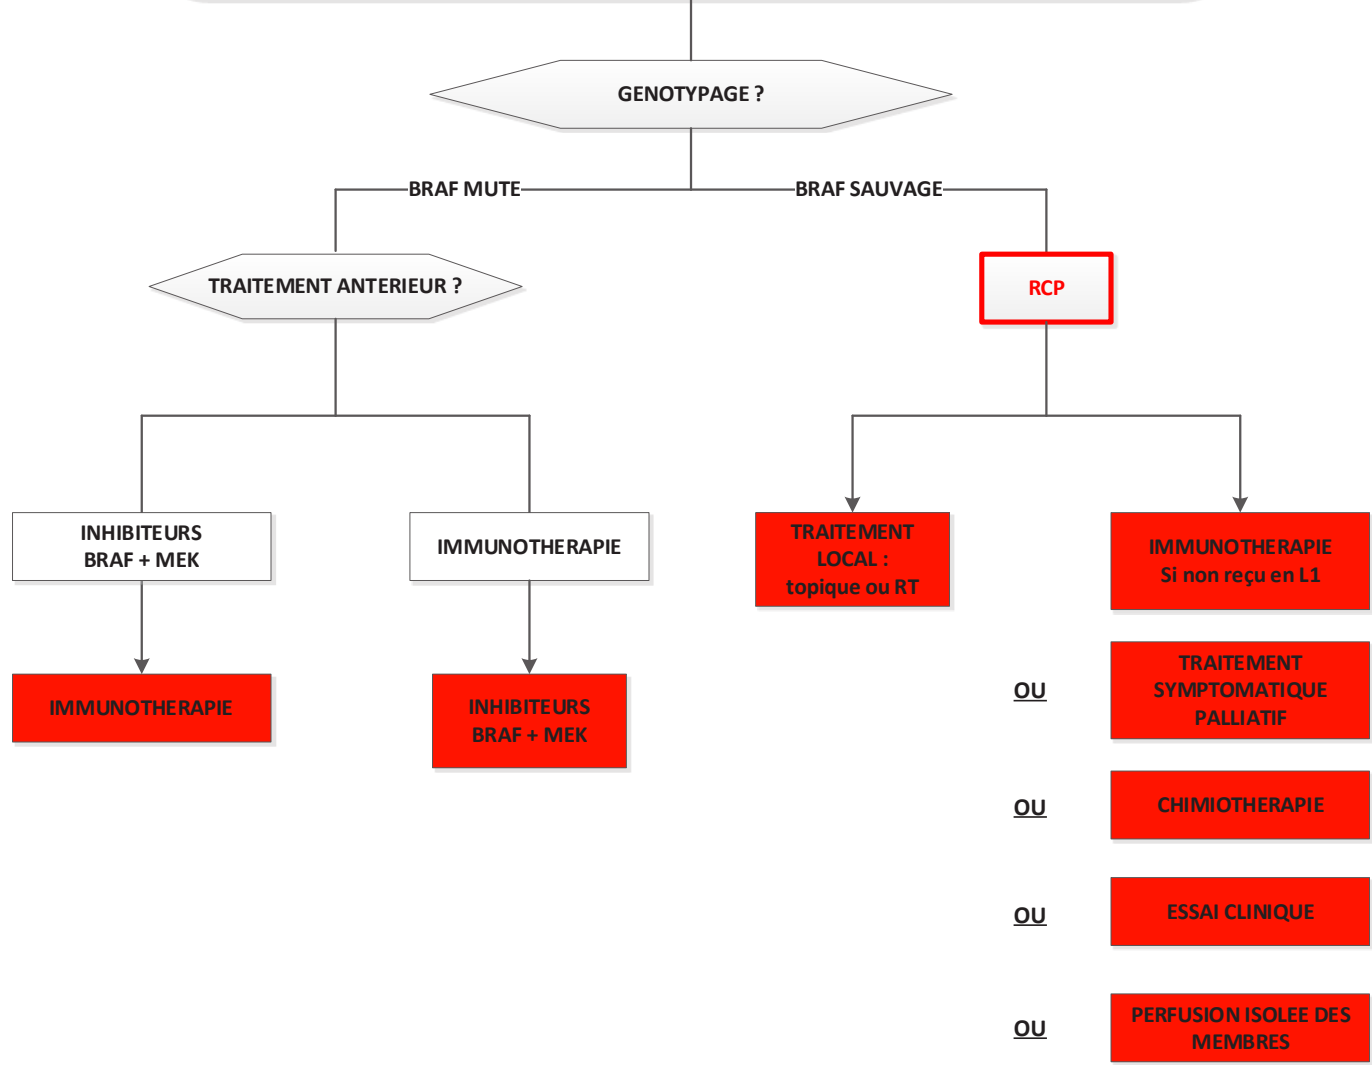 GENOTYPAGE ?
BRAF MUTE
BRAF SAUVAGE
TRAITEMENT ANTERIEUR ?
RCP
INHIBITEURS
BRAF + MEK
IMMUNOTHERAPIE
TRAITEMENT
LOCAL :
topique ou RT
IMMUNOTHERAPIE
Si non reçu en L1
IMMUNOTHERAPIE
INHIBITEURS
BRAF + MEK
OU
TRAITEMENT
SYMPTOMATIQUE
PALLIATIF
OU
CHIMIOTHERAPIE
OU
ESSAI CLINIQUE
OU
PERFUSION ISOLEE DES
MEMBRES